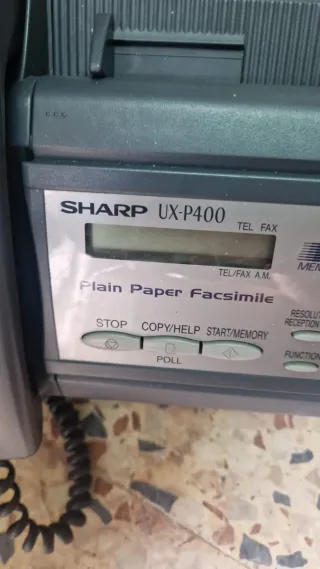 SHARP UX-P400
TEL FAX
TEL/FAX A.M.
Plain Paper Facsimile
STOP COPY/HELP START/MEMORY
POLL
FUNCTION